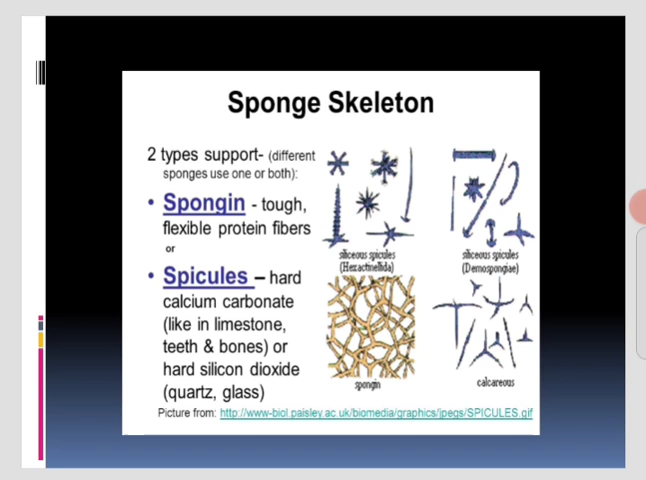 Sponge Skeleton
2 types support- (different
sponges use one or both):
• Spongin - tough,
flexible protein fibers
or
• Spicules – hard
calcium carbonate
(like in limestone,
teeth & bones) or
hard silicon dioxide
(quartz, glass)
siliceous spicules
(Hexactinellida)
siliceous spicules
(Demospongiae)
spongin
calcareous
Picture from: http://www-biol.paisley.ac.uk/biomedia/graphics/jpegs/SPICULES.gif